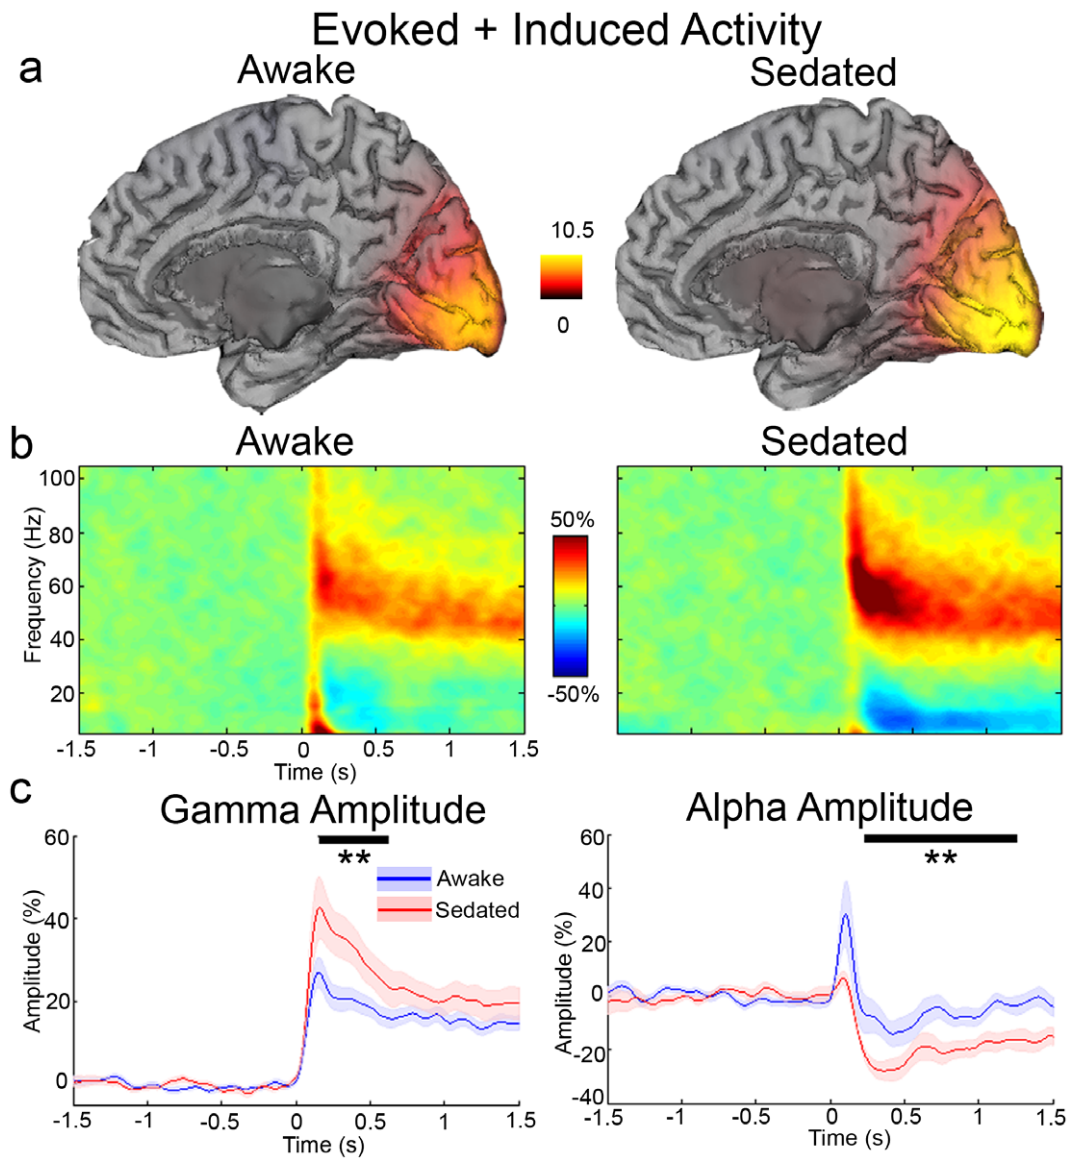 Evoked + Induced Activity
a
Awake
Sedated
10.5
0
b
Awake
Sedated
Frequency (Hz)
100
80
60
40
20
-1.5
-1
-0.5
0
0.5
1
1.5
Time (s)
50%
-50%
c
Gamma Amplitude
Amplitude (%)
60
40
20
0
**
Awake
Sedated
-1.5
-1
-0.5
0
0.5
1
1.5
Time (s)
Alpha Amplitude
Amplitude (%)
60
40
20
0
-20
-40
**
-1.5
-1
-0.5
0
0.5
1
1.5
Time (s)